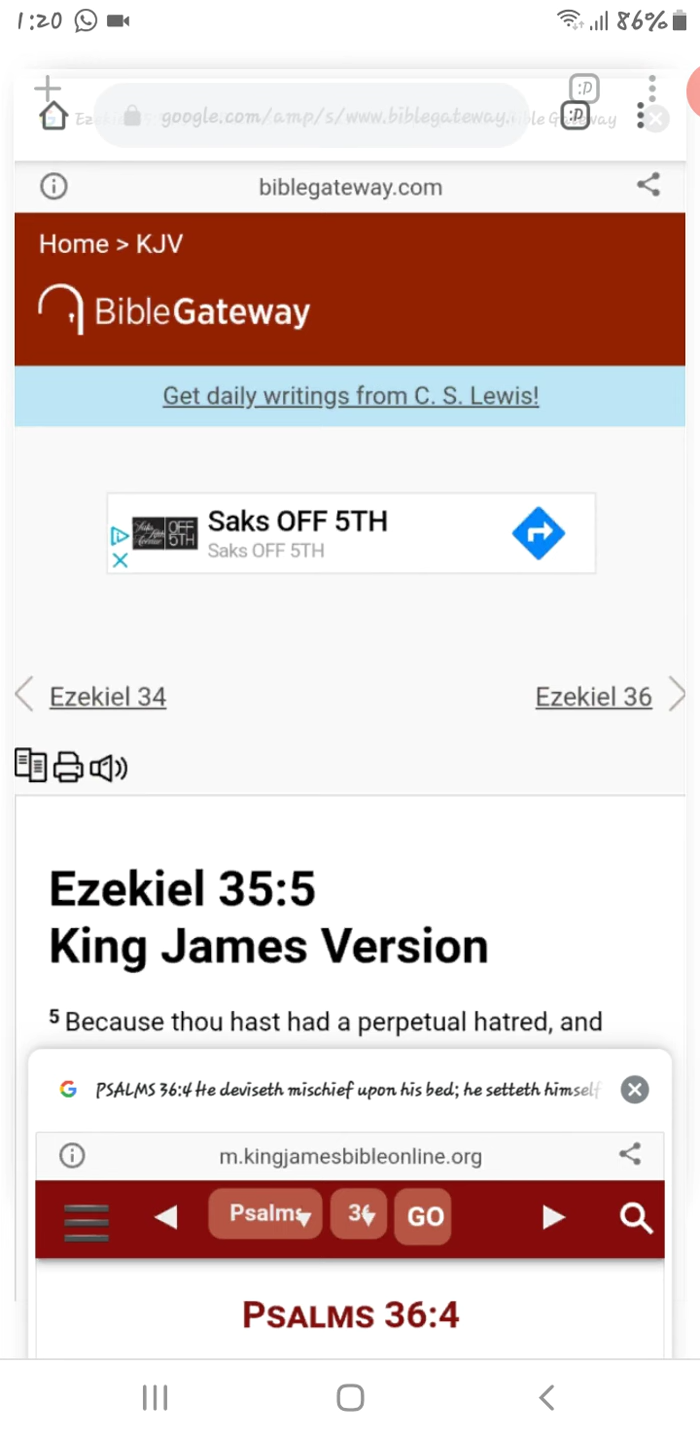 1:20 86%
:D
google.com/amp/s/www.biblegateway.
:D
biblegateway.com
Home > KJV
BibleGateway
Get daily writings from C. S. Lewis!
Saks OFF 5TH
OFF
5TH
Saks OFF 5TH
Ezekiel 34 Ezekiel 36
Ezekiel 35:5
King James Version
5 Because thou hast had a perpetual hatred, and
PSALMS 36:4 He deviseth mischief upon his bed; he setteth himself
m.kingjamesbibleonline.org
Psalms 36 GO
PSALMS 36:4